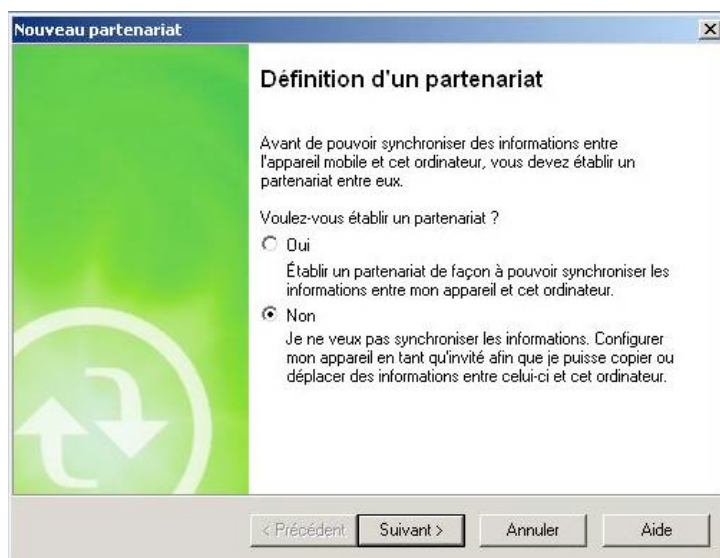 Nouveau partenariat
Définition d'un partenariat
Avant de pouvoir synchroniser des informations entre
l'appareil mobile et cet ordinateur, vous devez établir un
partenariat entre eux.
Voulez-vous établir un partenariat ?
Oui
Établir un partenariat de façon à pouvoir synchroniser les
informations entre mon appareil et cet ordinateur.
Non
Je ne veux pas synchroniser les informations. Configurer
mon appareil en tant qu'invité afin que je puisse copier ou
déplacer des informations entre celui-ci et cet ordinateur.
< Précédent Suivant > Annuler Aide